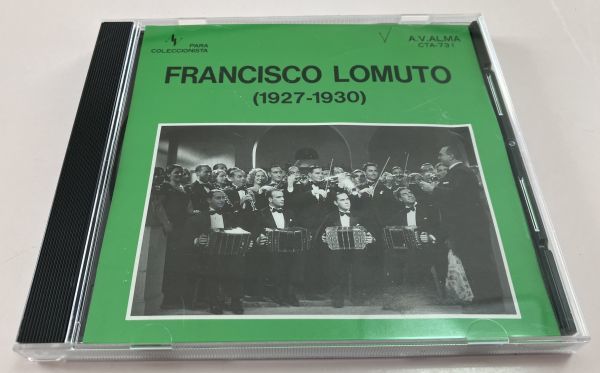 PARA
COLECCIONISTA
A.V.ALMA
CTA-731
FRANCISCO LOMUTO
(1927-1930)